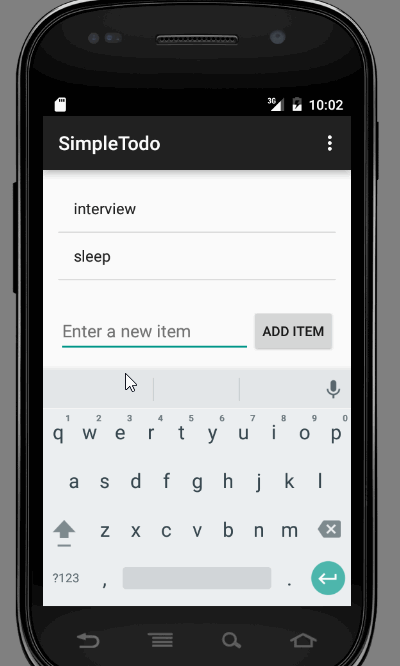 3G 10:02
SimpleTodo
interview
sleep
Enter a new item ADD ITEM
1 2 3 4 5 6 7 8 9 0
q w e r t y u i o p
a s d f g h j k l
z x c v b n m
?123 , .